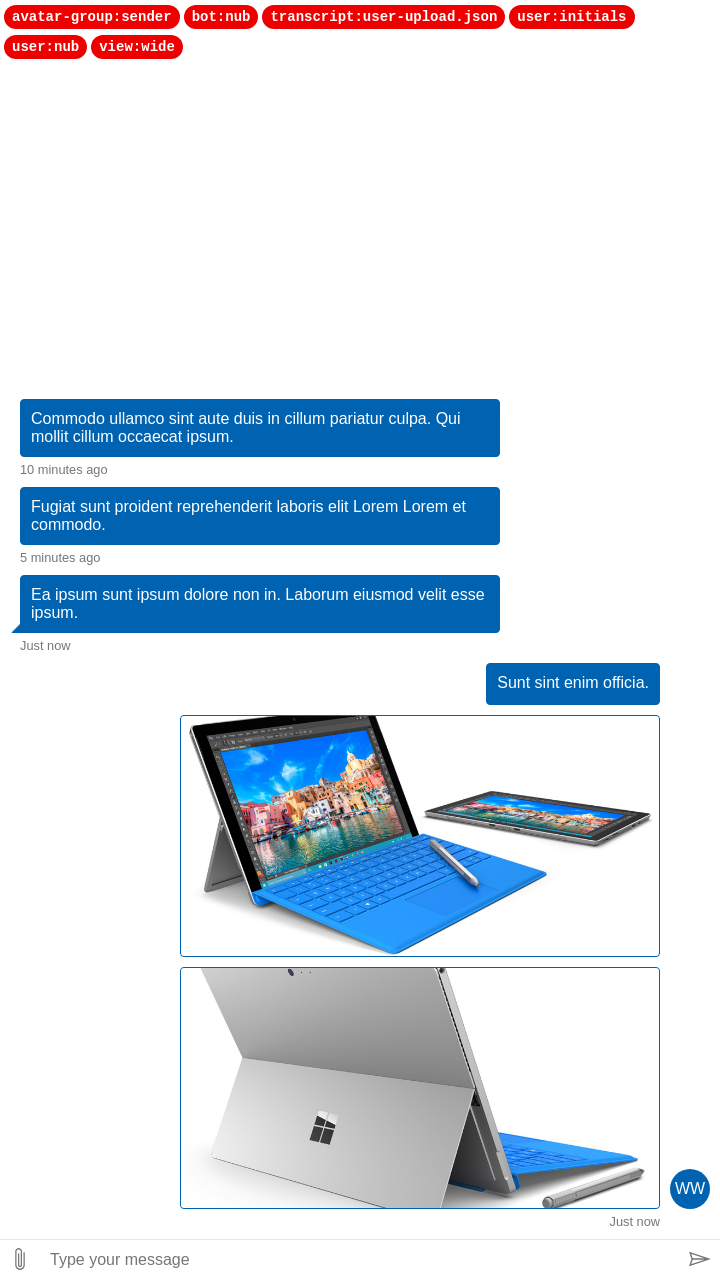 avatar-group:sender bot:nub transcript:user-upload.json user:initials
user:nub view:wide
Commodo ullamco sint aute duis in cillum pariatur culpa. Qui
mollit cillum occaecat ipsum.
10 minutes ago
Fugiat sunt proident reprehenderit laboris elit Lorem Lorem et
commodo.
5 minutes ago
Ea ipsum sunt ipsum dolore non in. Laborum eiusmod velit esse
ipsum.
Just now
Sunt sint enim officia.
WW
Just now
Type your message